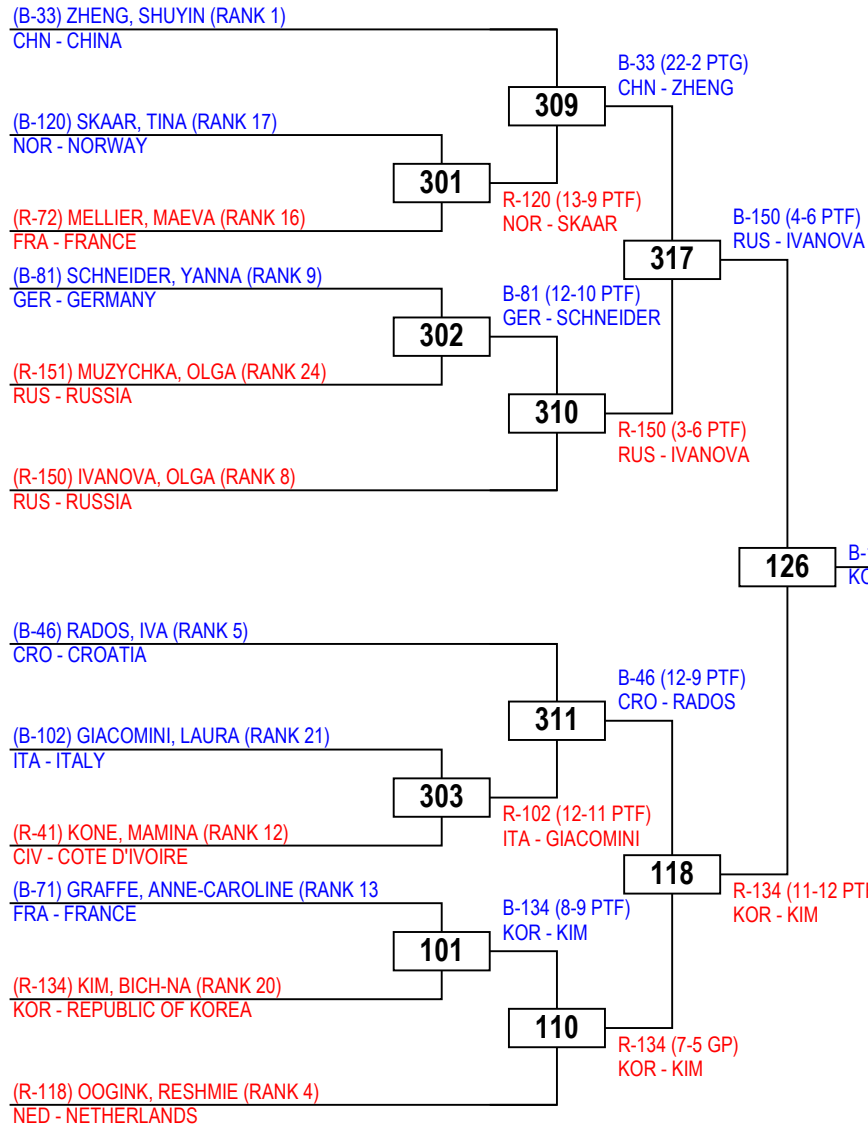 (B-33) ZHENG, SHUYIN (RANK 1)
CHN - CHINA
B-33 (22-2 PTG)
CHN - ZHENG
309
(B-120) SKAAR, TINA (RANK 17)
NOR - NORWAY
301
R-120 (13-9 PTF)
NOR - SKAAR
(R-72) MELLIER, MAEVA (RANK 16)
FRA - FRANCE
B-150 (4-6 PTF)
RUS - IVANOVA
317
(B-81) SCHNEIDER, YANNA (RANK 9)
GER - GERMANY
B-81 (12-10 PTF)
GER - SCHNEIDER
302
(R-151) MUZYCHKA, OLGA (RANK 24)
RUS - RUSSIA
310
R-150 (3-6 PTF)
RUS - IVANOVA
(R-150) IVANOVA, OLGA (RANK 8)
RUS - RUSSIA
126
B-
KO
(B-46) RADOS, IVA (RANK 5)
CRO - CROATIA
B-46 (12-9 PTF)
CRO - RADOS
311
(B-102) GIACOMINI, LAURA (RANK 21)
ITA - ITALY
303
R-102 (12-11 PTF)
ITA - GIACOMINI
(R-41) KONE, MAMINA (RANK 12)
CIV - COTE D'IVOIRE
118
R-134 (11-12 PTF
KOR - KIM
(B-71) GRAFFE, ANNE-CAROLINE (RANK 13
FRA - FRANCE
B-134 (8-9 PTF)
KOR - KIM
101
(R-134) KIM, BICH-NA (RANK 20)
KOR - REPUBLIC OF KOREA
110
R-134 (7-5 GP)
KOR - KIM
(R-118) OOGINK, RESHMIE (RANK 4)
NED - NETHERLANDS